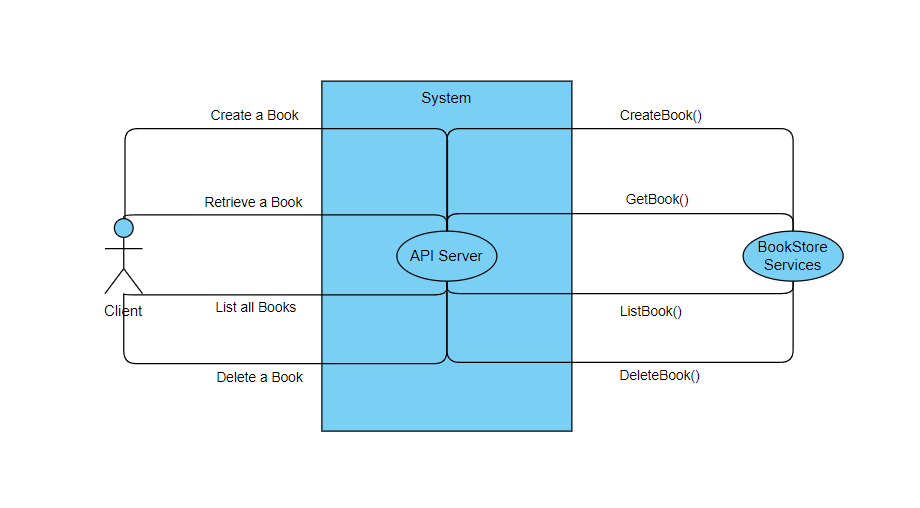 System
Create a Book
CreateBook()
Retrieve a Book
GetBook()
API Server
BookStore
Services
List all Books
Client
ListBook()
Delete a Book
DeleteBook()